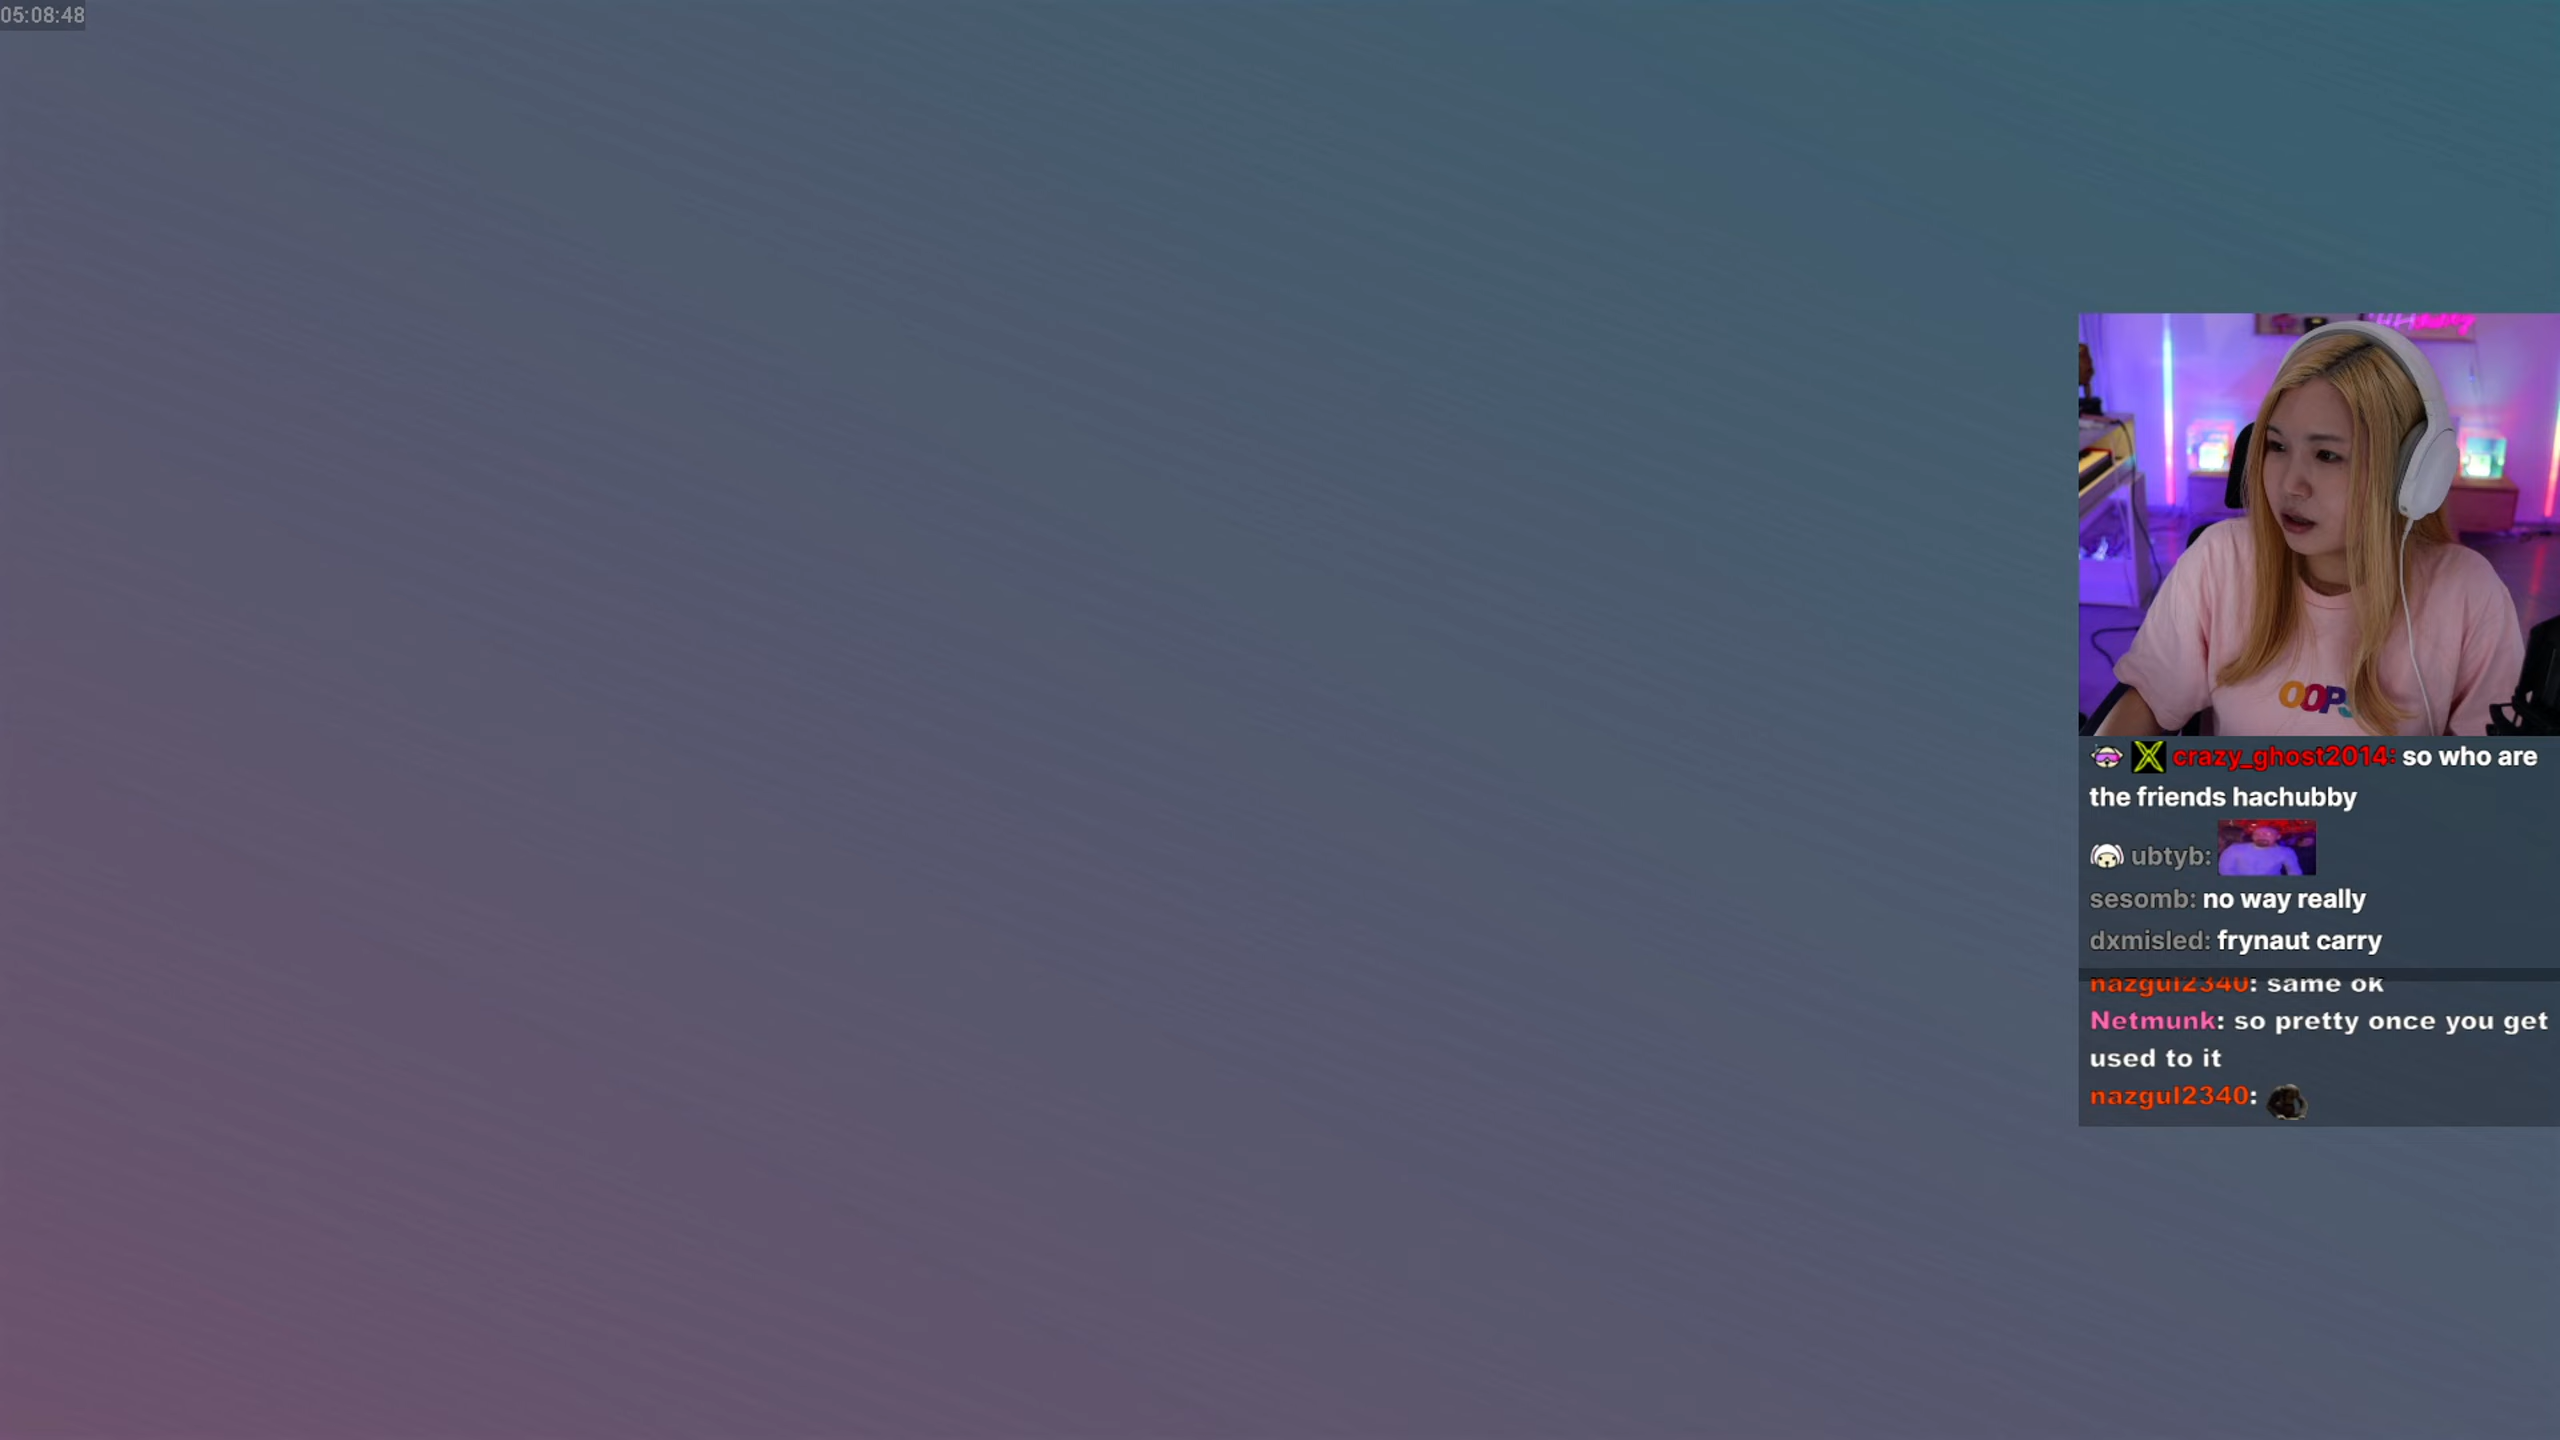 05:08:48
OOPS
crazy_ghost2014: so who are
the friends hachubby
ubtyb:
sesomb: no way really
dxmisled: frynaut carry
nazgul2340: same ok
Netmunk: so pretty once you get
used to it
nazgul2340: